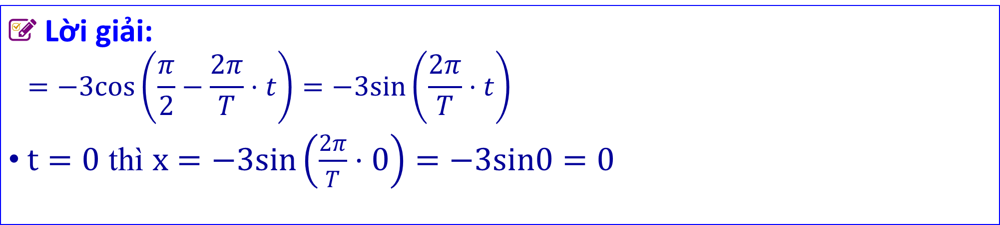 Lời giải:
= −3cos(π/2 − 2π/T · t) = −3sin(2π/T · t)
• t = 0 thì x = −3sin(2π/T · 0) = −3sin0 = 0